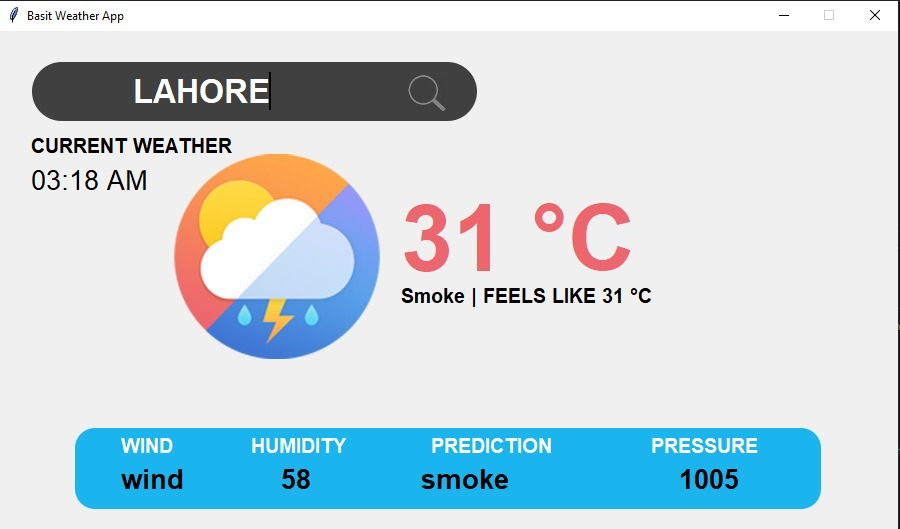 Basit Weather App
LAHORE
CURRENT WEATHER
03:18 AM
31 °C
Smoke | FEELS LIKE 31 °C
WIND HUMIDITY PREDICTION PRESSURE
wind 58 smoke 1005